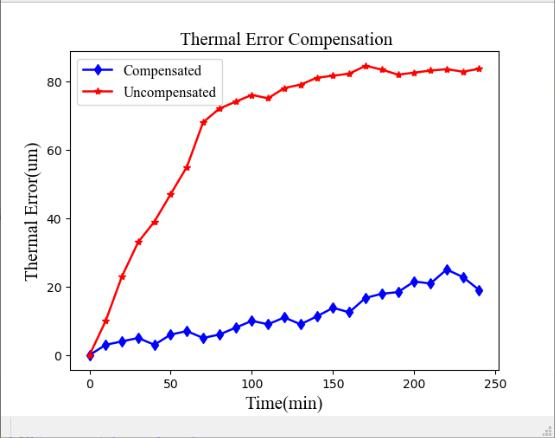 Thermal Error Compensation
Compensated
Uncompensated
Thermal Error(um)
80
60
40
20
0
0 50 100 150 200 250
Time(min)